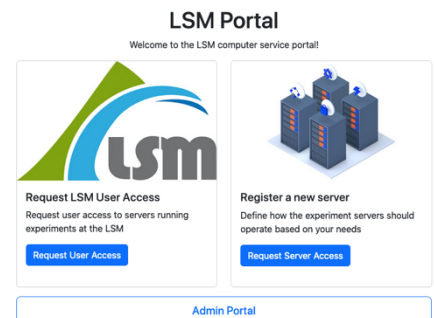 LSM Portal
Welcome to the LSM computer service portal!
LSM
Request LSM User Access
Request user access to servers running
experiments at the LSM
Request User Access
Register a new server
Define how the experiment servers should
operate based on your needs
Request Server Access
Admin Portal